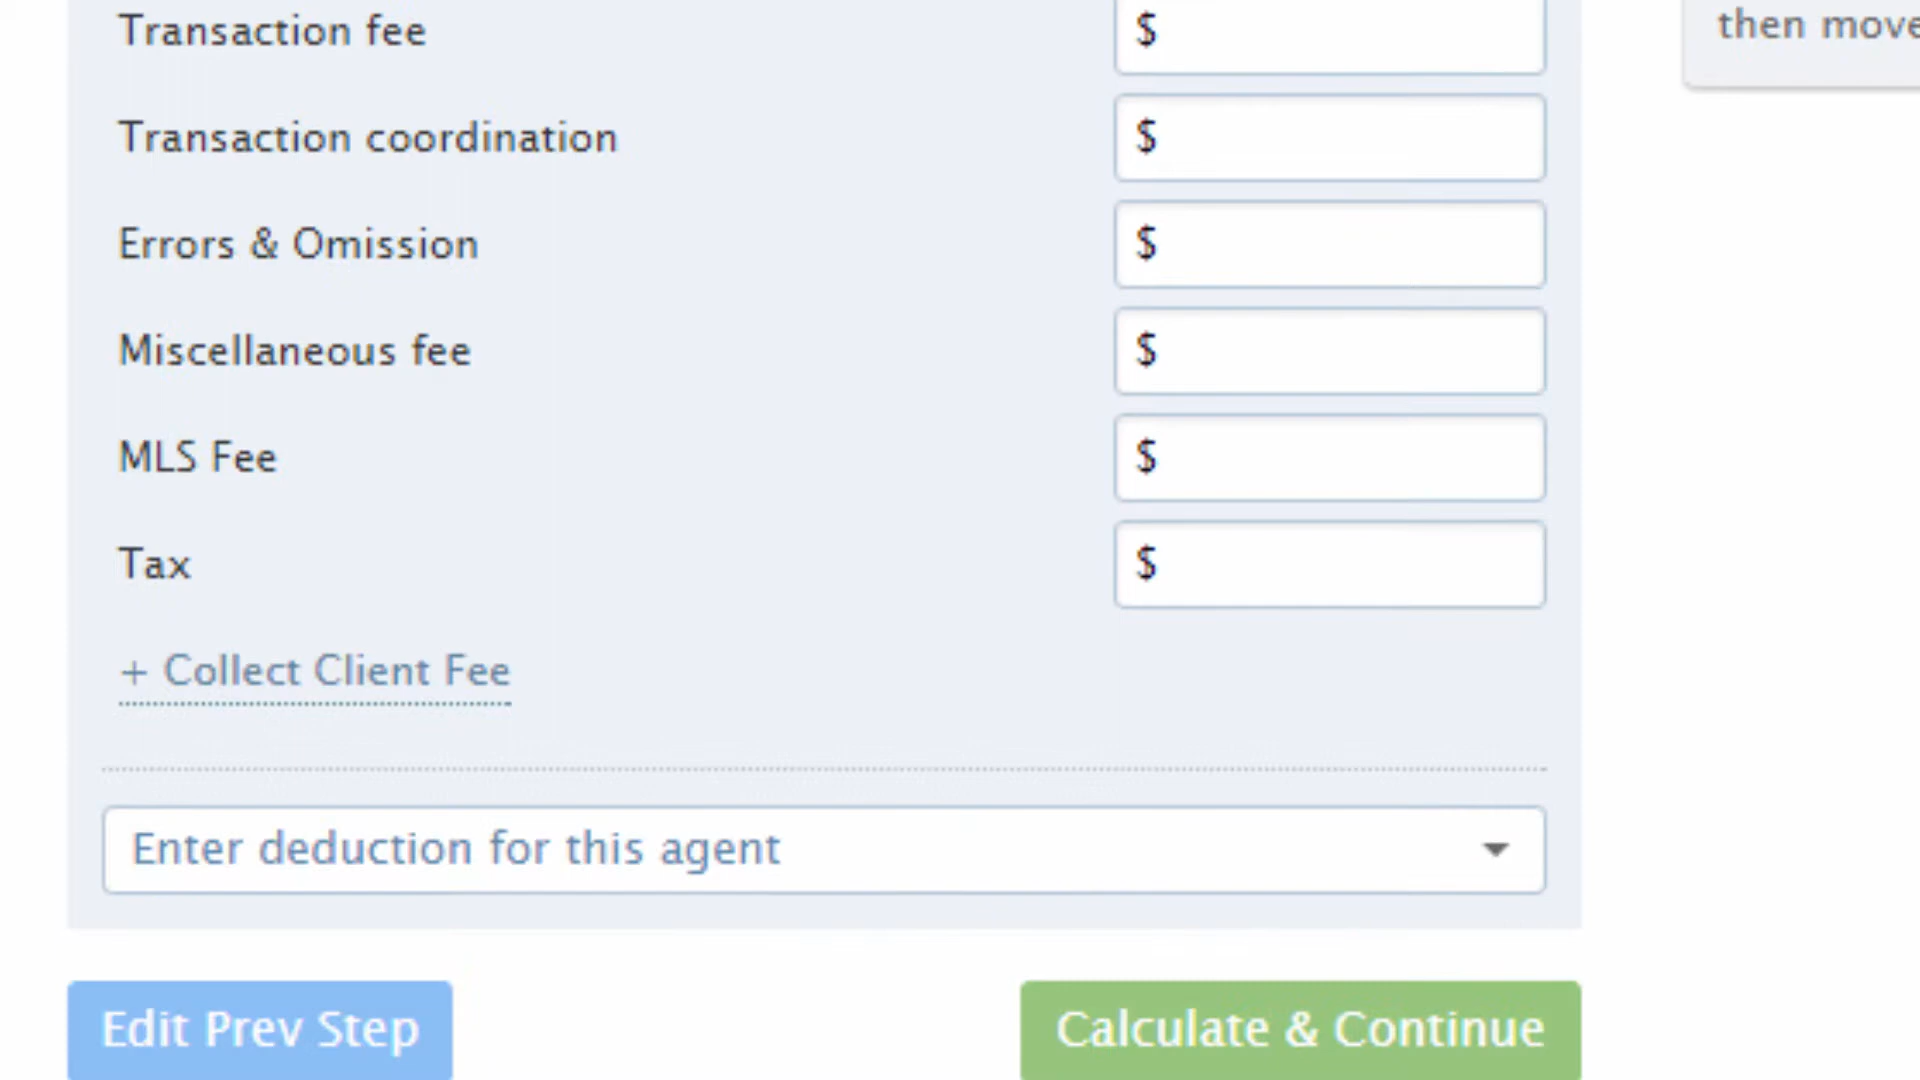 Transaction fee $
then move
Transaction coordination $
Errors & Omission $
Miscellaneous fee $
MLS Fee $
Tax $
+ Collect Client Fee
Enter deduction for this agent
Edit Prev Step
Calculate & Continue